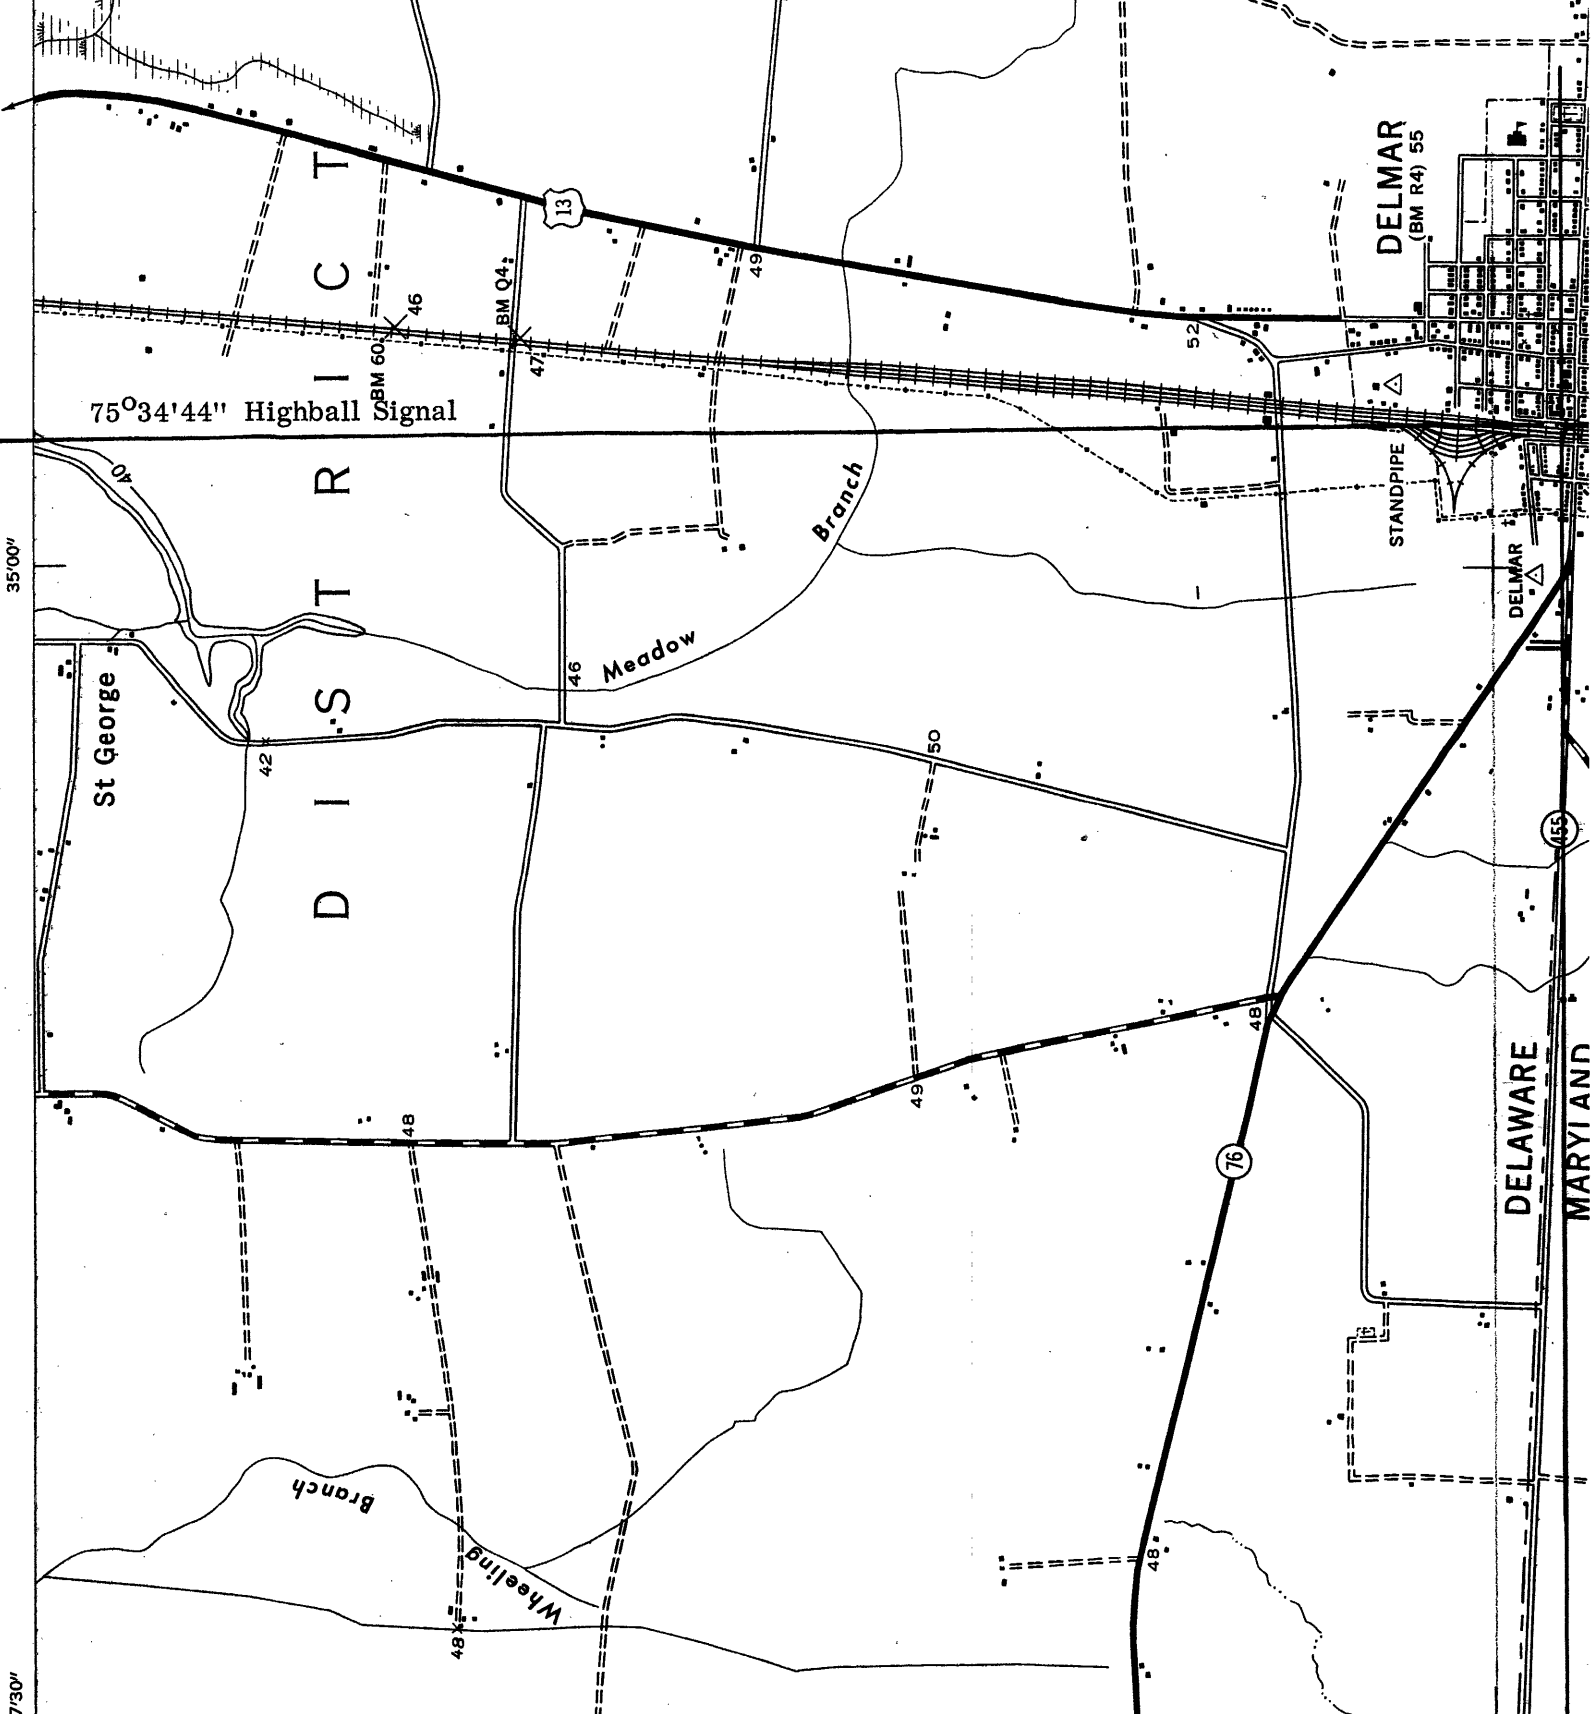 DISTRICT
13
DELMAR
(BM R4) 55
46
BM Q4
49
BM 60
47
52
75°34'44" Highball Signal
40
Branch
STANDPIPE
35'00"
DELMAR
Meadow
46
St George
42
50
455
48
49
48
DELAWARE
MARYLAND
76
Branch
Wheeling
48
48
7'30"